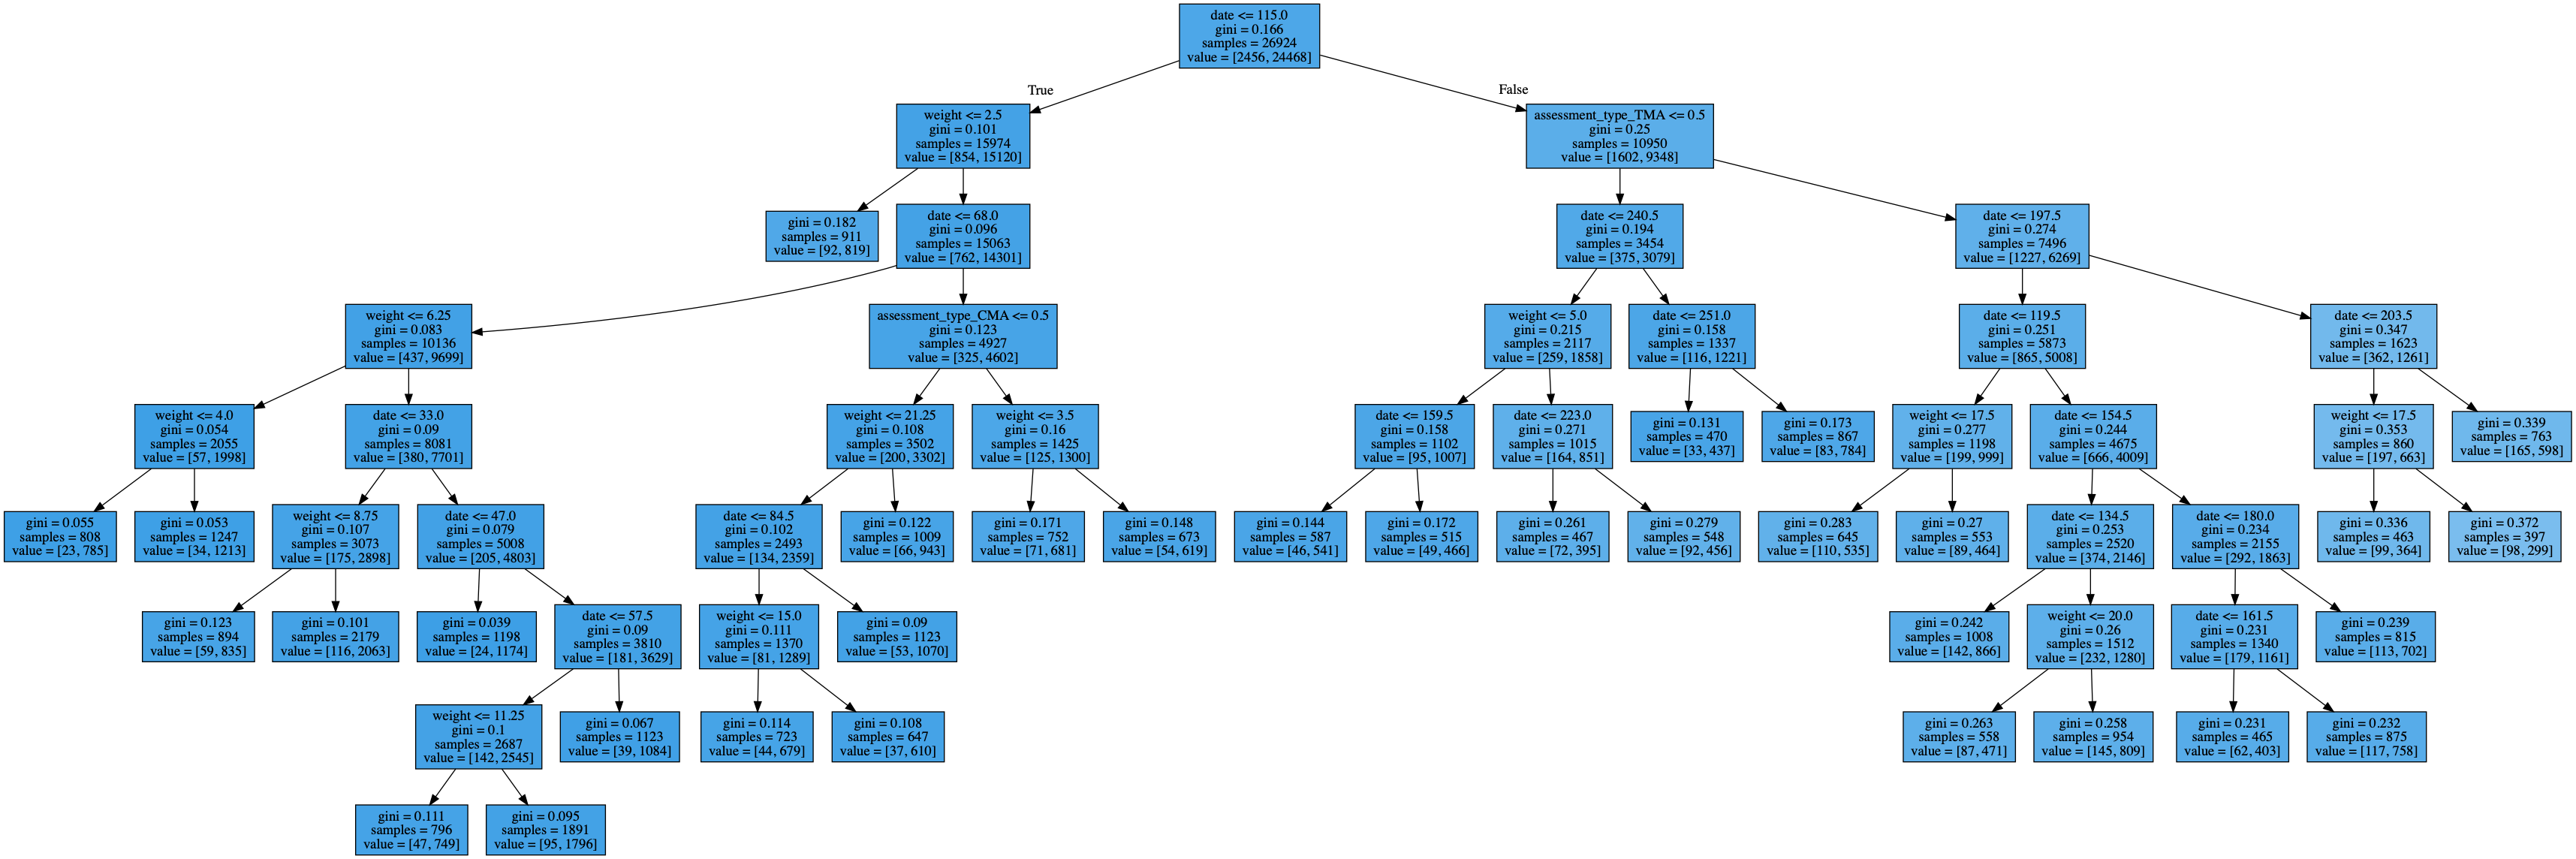 date <= 115.0
gini = 0.166
samples = 26924
value = [2456, 24468]
True
False
weight <= 2.5
gini = 0.101
samples = 15974
value = [854, 15120]
assessment_type_TMA <= 0.5
gini = 0.25
samples = 10950
value = [1602, 9348]
gini = 0.182
samples = 911
value = [92, 819]
date <= 68.0
gini = 0.096
samples = 15063
value = [762, 14301]
date <= 240.5
gini = 0.194
samples = 3454
value = [375, 3079]
date <= 197.5
gini = 0.274
samples = 7496
value = [1227, 6269]
weight <= 6.25
gini = 0.083
samples = 10136
value = [437, 9699]
assessment_type_CMA <= 0.5
gini = 0.123
samples = 4927
value = [325, 4602]
weight <= 5.0
gini = 0.215
samples = 2117
value = [259, 1858]
date <= 251.0
gini = 0.158
samples = 1337
value = [116, 1221]
date <= 119.5
gini = 0.251
samples = 5873
value = [865, 5008]
date <= 203.5
gini = 0.347
samples = 1623
value = [362, 1261]
weight <= 4.0
gini = 0.054
samples = 2055
value = [57, 1998]
date <= 33.0
gini = 0.09
samples = 8081
value = [380, 7701]
weight <= 21.25
gini = 0.108
samples = 3502
value = [200, 3302]
weight <= 3.5
gini = 0.16
samples = 1425
value = [125, 1300]
date <= 159.5
gini = 0.158
samples = 1102
value = [95, 1007]
date <= 223.0
gini = 0.271
samples = 1015
value = [164, 851]
gini = 0.131
samples = 470
value = [33, 437]
gini = 0.173
samples = 867
value = [83, 784]
weight <= 17.5
gini = 0.277
samples = 1198
value = [199, 999]
date <= 154.5
gini = 0.244
samples = 4675
value = [666, 4009]
weight <= 17.5
gini = 0.353
samples = 860
value = [197, 663]
gini = 0.339
samples = 763
value = [165, 598]
gini = 0.055
samples = 808
value = [23, 785]
gini = 0.053
samples = 1247
value = [34, 1213]
weight <= 8.75
gini = 0.107
samples = 3073
value = [175, 2898]
date <= 47.0
gini = 0.079
samples = 5008
value = [205, 4803]
date <= 84.5
gini = 0.102
samples = 2493
value = [134, 2359]
gini = 0.122
samples = 1009
value = [66, 943]
gini = 0.171
samples = 752
value = [71, 681]
gini = 0.148
samples = 673
value = [54, 619]
gini = 0.144
samples = 587
value = [46, 541]
gini = 0.172
samples = 515
value = [49, 466]
gini = 0.261
samples = 467
value = [72, 395]
gini = 0.279
samples = 548
value = [92, 456]
gini = 0.283
samples = 645
value = [110, 535]
gini = 0.27
samples = 553
value = [89, 464]
date <= 134.5
gini = 0.253
samples = 2520
value = [374, 2146]
date <= 180.0
gini = 0.234
samples = 2155
value = [292, 1863]
gini = 0.336
samples = 463
value = [99, 364]
gini = 0.372
samples = 397
value = [98, 299]
gini = 0.123
samples = 894
value = [59, 835]
gini = 0.101
samples = 2179
value = [116, 2063]
gini = 0.039
samples = 1198
value = [24, 1174]
date <= 57.5
gini = 0.09
samples = 3810
value = [181, 3629]
weight <= 15.0
gini = 0.111
samples = 1370
value = [81, 1289]
gini = 0.09
samples = 1123
value = [53, 1070]
gini = 0.242
samples = 1008
value = [142, 866]
weight <= 20.0
gini = 0.26
samples = 1512
value = [232, 1280]
date <= 161.5
gini = 0.231
samples = 1340
value = [179, 1161]
gini = 0.239
samples = 815
value = [113, 702]
weight <= 11.25
gini = 0.1
samples = 2687
value = [142, 2545]
gini = 0.067
samples = 1123
value = [39, 1084]
gini = 0.114
samples = 723
value = [44, 679]
gini = 0.108
samples = 647
value = [37, 610]
gini = 0.263
samples = 558
value = [87, 471]
gini = 0.258
samples = 954
value = [145, 809]
gini = 0.231
samples = 465
value = [62, 403]
gini = 0.232
samples = 875
value = [117, 758]
gini = 0.111
samples = 796
value = [47, 749]
gini = 0.095
samples = 1891
value = [95, 1796]